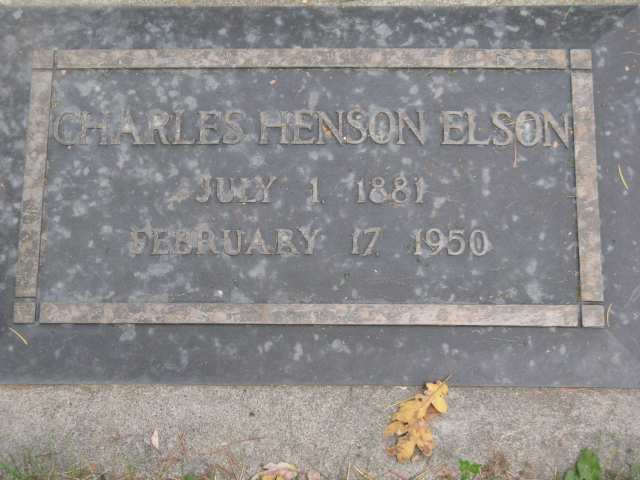 CHARLES HENSON ELSON
JULY 1 1881
FEBRUARY 17 1950